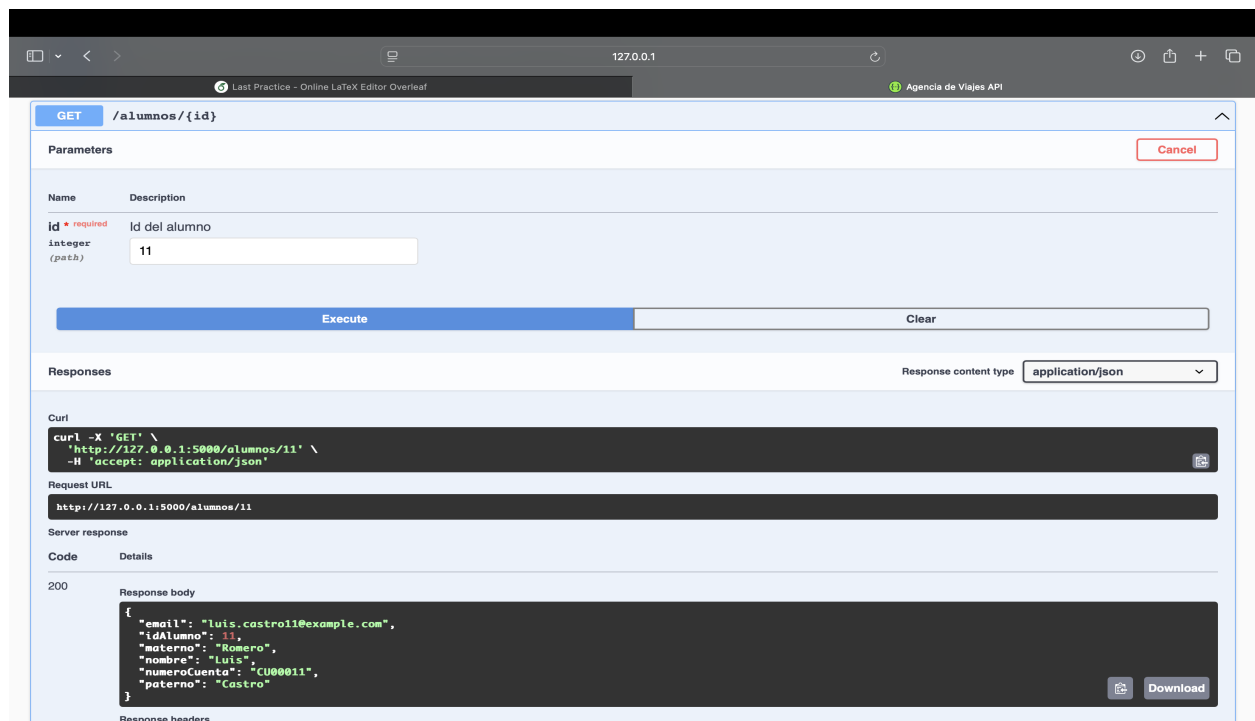 127.0.0.1
Last Practice - Online LaTeX Editor Overleaf
Agencia de Viajes API
GET /alumnos/{id}
Parameters
Cancel
Name Description
id * required Id del alumno
integer
(path)
11
Execute Clear
Responses
Response content type application/json
Curl
curl -X 'GET' \
'http://127.0.0.1:5000/alumnos/11' \
-H 'accept: application/json'
Request URL
http://127.0.0.1:5000/alumnos/11
Server response
Code Details
200
Response body
{
"email": "luis.castro11@example.com",
"idAlumno": 11,
"materno": "Romero",
"nombre": "Luis",
"numeroCuenta": "CU00011",
"paterno": "Castro"
}
Download
Response headers